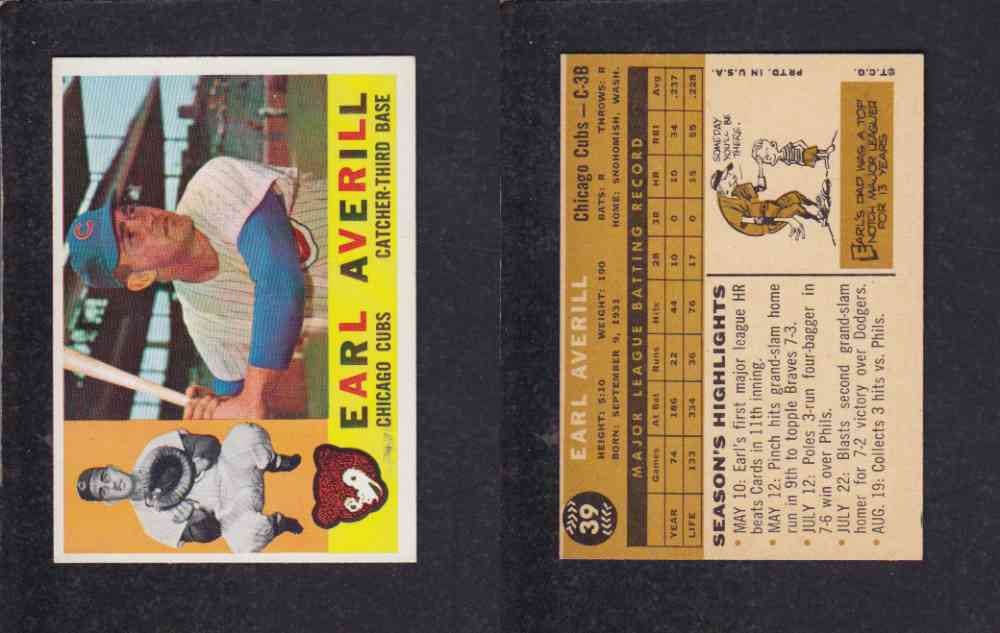 EARL AVERILL
CHICAGO CUBS CATCHER-THIRD BASE
C
39
EARL AVERILL Chicago Cubs — C-3B
HEIGHT: 5:10 WEIGHT: 190 BATS: R THROWS: R
BORN: SEPTEMBER 9, 1931 HOME: SNOHOMISH, WASH.
MAJOR LEAGUE BATTING RECORD
Games At Bat Runs Hits 2B 3B HR RBI Avg
YEAR 74 186 22 44 10 0 10 34 .237
LIFE 133 334 36 76 17 0 15 55 .228
SEASON'S HIGHLIGHTS
• MAY 10: Earl's first major league HR
beats Cards in 11th inning.
• MAY 12: Pinch hits grand-slam home
run in 9th to topple Braves 7-3.
• JULY 12: Poles 3-run four-bagger in
7-6 win over Phils.
• JULY 22: Blasts second grand-slam
homer for 7-2 victory over Dodgers.
• AUG. 19: Collects 3 hits vs. Phils.
SOMEDAY
YOU'LL BE
THERE.
EARL'S DAD WAS A TOP
NOTCH MAJOR LEAGUER
FOR 13 YEARS
©T.C.G. PRTD. IN U.S.A.